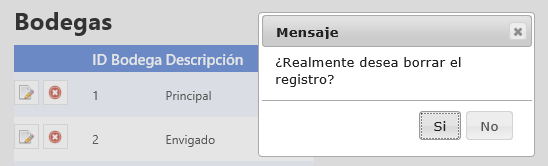 Bodegas
ID Bodega Descripción
1 Principal
2 Envigado
Mensaje
¿Realmente desea borrar el
registro?
Si No